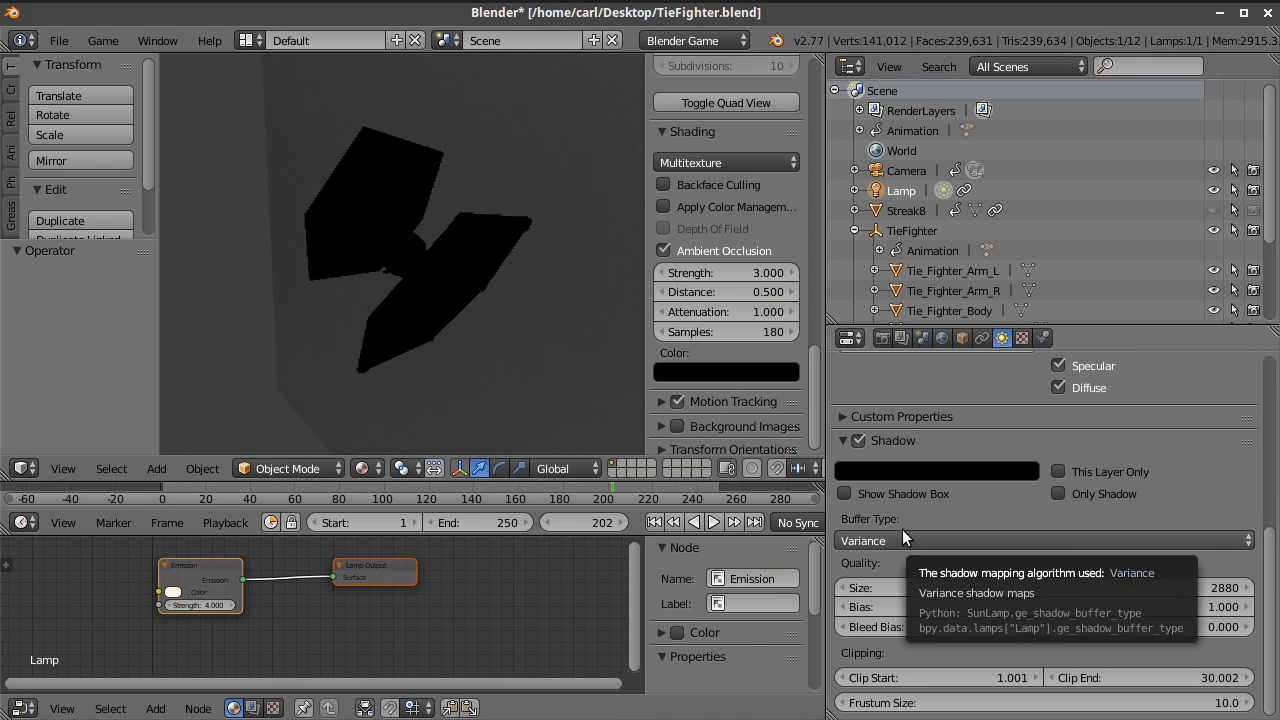 Blender* [/home/carl/Desktop/TieFighter.blend]
File Game Window Help Default Scene Blender Game v2.77 | Verts:141,012 | Faces:239,631 | Tris:239,634 | Objects:1/12 | Lamps:1/1 | Mem:2915.3
T
Cr
Rel
Ani
Ph
Greas
Transform
Translate
Rotate
Scale
Mirror
Edit
Duplicate
Operator
Subdivisions: 10
Toggle Quad View
Shading
Multitexture
Backface Culling
Apply Color Managem...
Depth Of Field
Ambient Occlusion
Strength: 3.000
Distance: 0.500
Attenuation: 1.000
Samples: 180
Color:
Motion Tracking
Background Images
Transform Orientations
View Select Add Object Object Mode Global
-60 -40 -20 0 20 40 60 80 100 120 140 160 180 200 220 240 260 280
View Marker Frame Playback Start: 1 End: 250 202 No Sync
Emission
Emission
Color
Strength: 4.000
Lamp Output
Surface
Lamp
Node
Name: Emission
Label:
Color
Properties
View Select Add Node
View Search All Scenes
Scene
RenderLayers |
Animation |
World
Camera |
Lamp |
Streak8 |
TieFighter
Animation |
Tie_Fighter_Arm_L |
Tie_Fighter_Arm_R |
Tie_Fighter_Body |
Specular
Diffuse
Custom Properties
Shadow
This Layer Only
Show Shadow Box Only Shadow
Buffer Type:
Variance
Quality:
Size: 2880
Bias: 1.000
Bleed Bias: 0.000
The shadow mapping algorithm used: Variance
Variance shadow maps
Python: SunLamp.ge_shadow_buffer_type
bpy.data.lamps["Lamp"].ge_shadow_buffer_type
Clipping:
Clip Start: 1.001 Clip End: 30.002
Frustum Size: 10.0